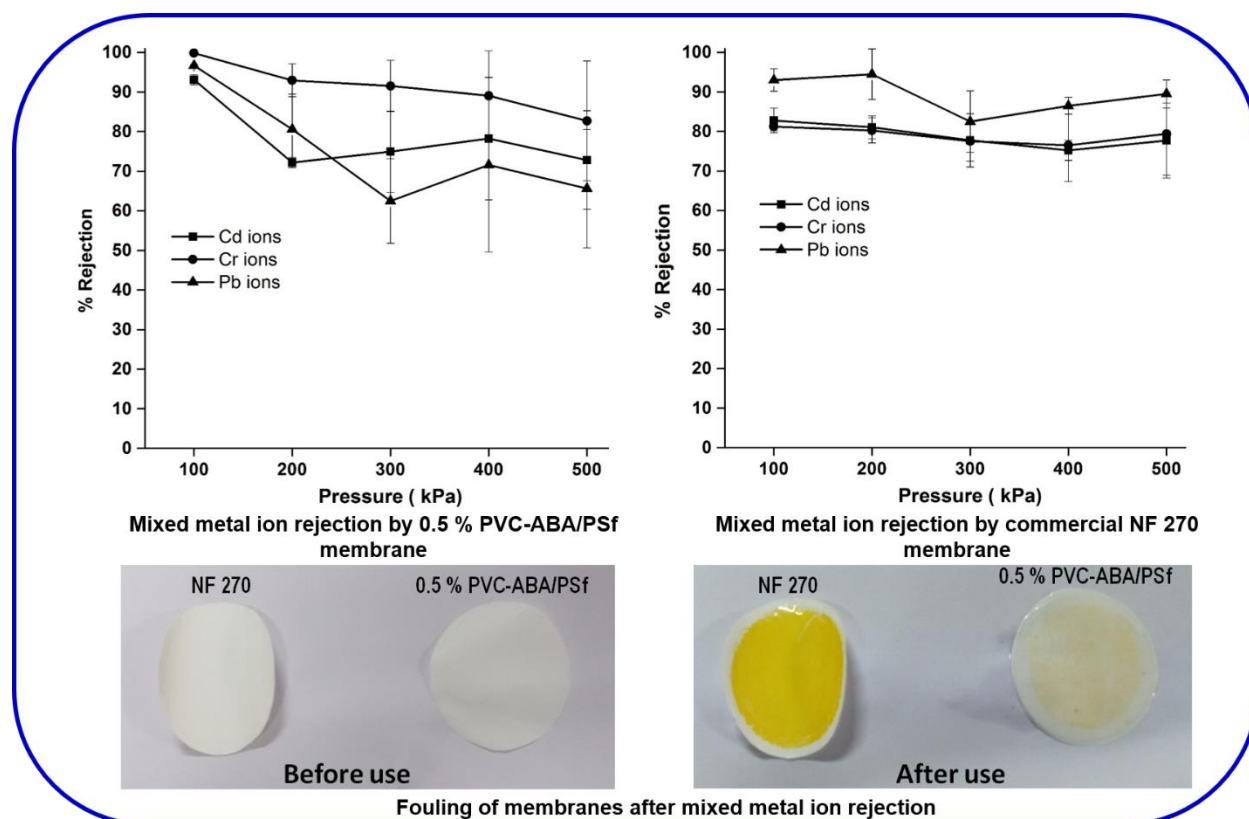 100
90
80
70
60
50
40
30
20
10
0
% Rejection
Cd ions
Cr ions
Pb ions
100 200 300 400 500
Pressure ( kPa)
Mixed metal ion rejection by 0.5 % PVC-ABA/PSf
membrane
100
90
80
70
60
50
40
30
20
10
0
% Rejection
Cd ions
Cr ions
Pb ions
100 200 300 400 500
Pressure ( kPa)
Mixed metal ion rejection by commercial NF 270
membrane
NF 270 0.5 % PVC-ABA/PSf
Before use
NF 270 0.5 % PVC-ABA/PSf
After use
Fouling of membranes after mixed metal ion rejection